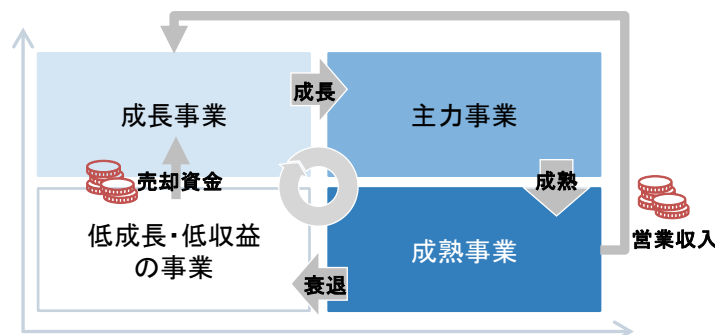 成長事業
成長
主力事業
売却資金
成熟
低成長・低収益
の事業
衰退
成熟事業
営業収入